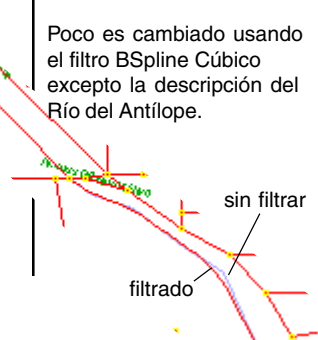 Poco es cambiado usando
el filtro BSpline Cúbico
excepto la descripción del
Río del Antílope.
sin filtrar
filtrado